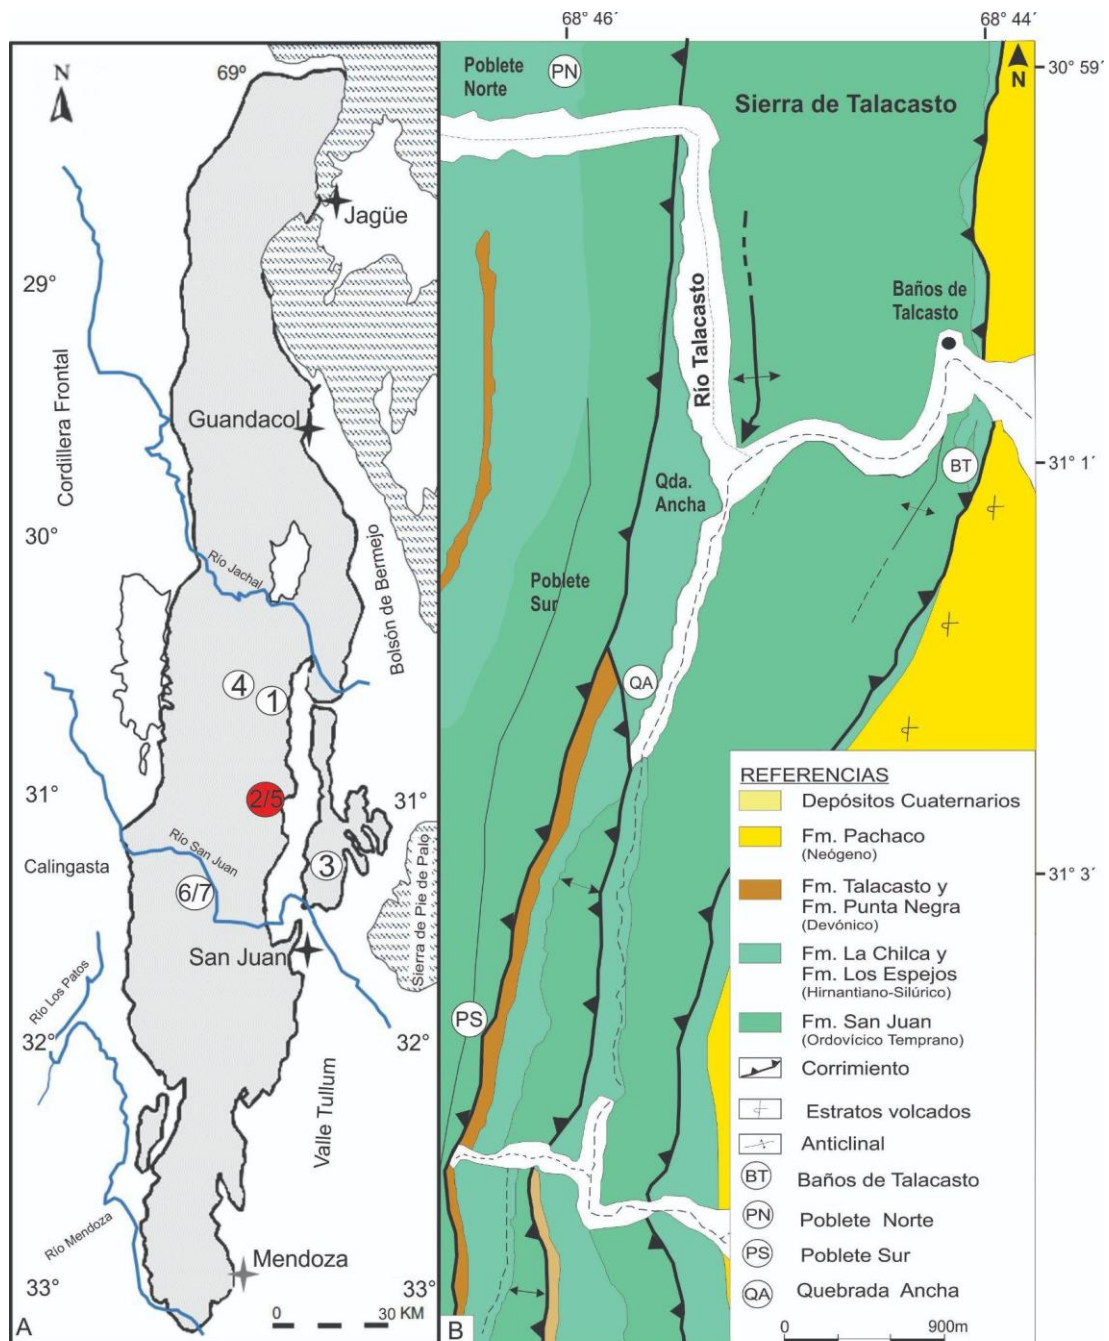 69º
N
Jagüe
29°
Cordillera Frontal
Guandacol
30°
Río Jachal
Bolsón de Bermejo
4
1
31°
2/5
31°
Río San Juan
Calingasta
3
6/7
Sierra de Pie de Palo
San Juan
Río Los Patos
32°
32°
Valle Tullum
Río Mendoza
Mendoza
33°
33°
A
0 30 KM
68° 46´
68° 44´
Poblete
Norte
PN
N
30° 59´
Sierra de Talacasto
Río Talacasto
Baños de
Talcasto
Qda.
Ancha
BT
31° 1´
Poblete
Sur
QA
31° 3´
PS
B
REFERENCIAS
Depósitos Cuaternarios
Fm. Pachaco
(Neógeno)
Fm. Talacasto y
Fm. Punta Negra
(Devónico)
Fm. La Chilca y
Fm. Los Espejos
(Hirnantiano-Silúrico)
Fm. San Juan
(Ordovícico Temprano)
Corrimiento
Estratos volcados
Anticlinal
BT Baños de Talacasto
PN Poblete Norte
PS Poblete Sur
QA Quebrada Ancha
0 900m